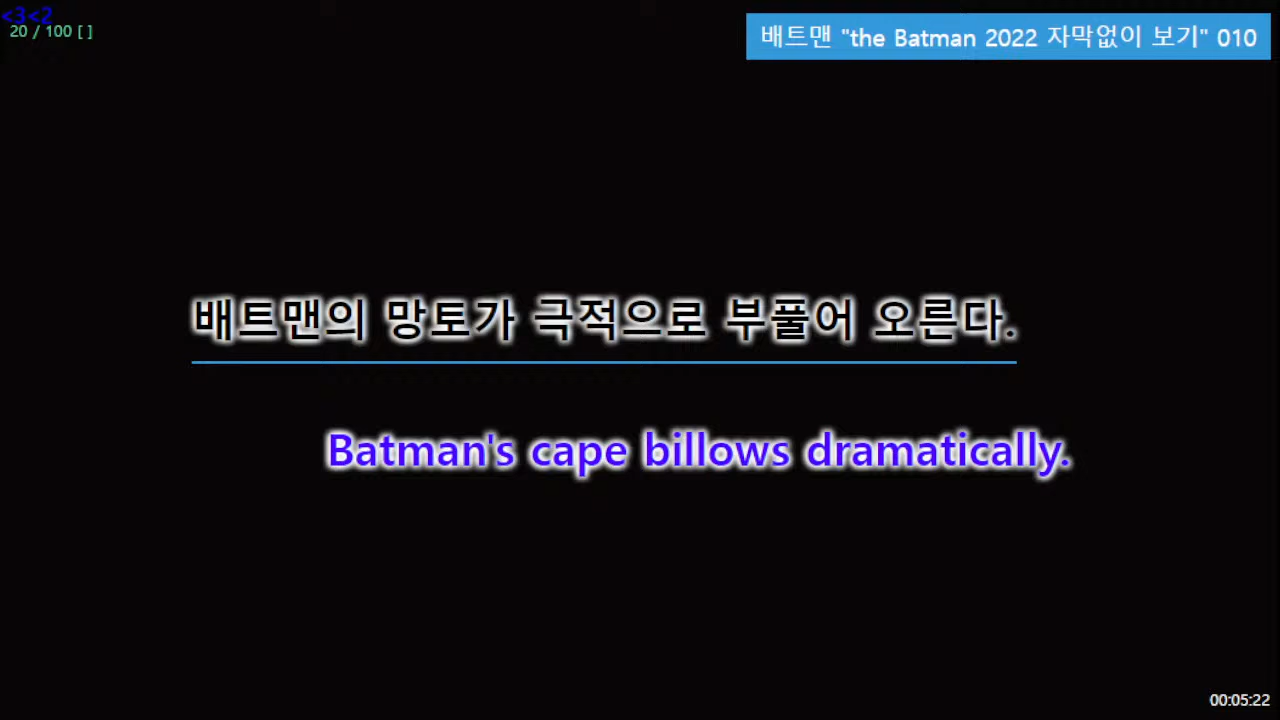 <3<2
20 / 100 [ ]
배트맨 "the Batman 2022 자막없이 보기" 010
배트맨의 망토가 극적으로 부풀어 오른다.
Batman's cape billows dramatically.
00:05:22